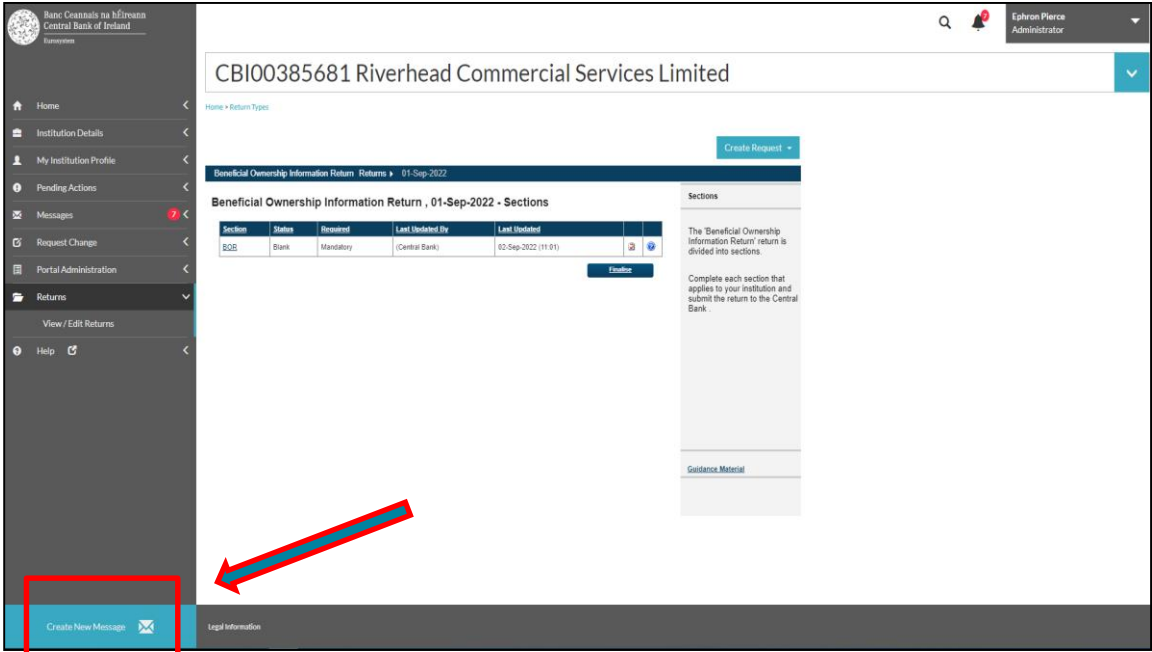 Banc Ceannais na hÉireann
Central Bank of Ireland
Eurosystem
7
Ephron Pierce
Administrator
CBI00385681 Riverhead Commercial Services Limited
Home
Institution Details
My Institution Profile
Pending Actions
Messages 7
Request Change
Portal Administration
Returns
View / Edit Returns
Help
Home > Return Types
Create Request
Beneficial Ownership Information Return Returns 01-Sep-2022
Beneficial Ownership Information Return , 01-Sep-2022 - Sections
Section Status Required Last Updated By Last Updated
BOR Blank Mandatory (Central Bank) 02-Sep-2022 (11:01)
Finalise
Sections
The 'Beneficial Ownership
Information Return' return is
divided into sections.
Complete each section that
applies to your institution and
submit the return to the Central
Bank .
Guidance Material
Create New Message
Legal Information